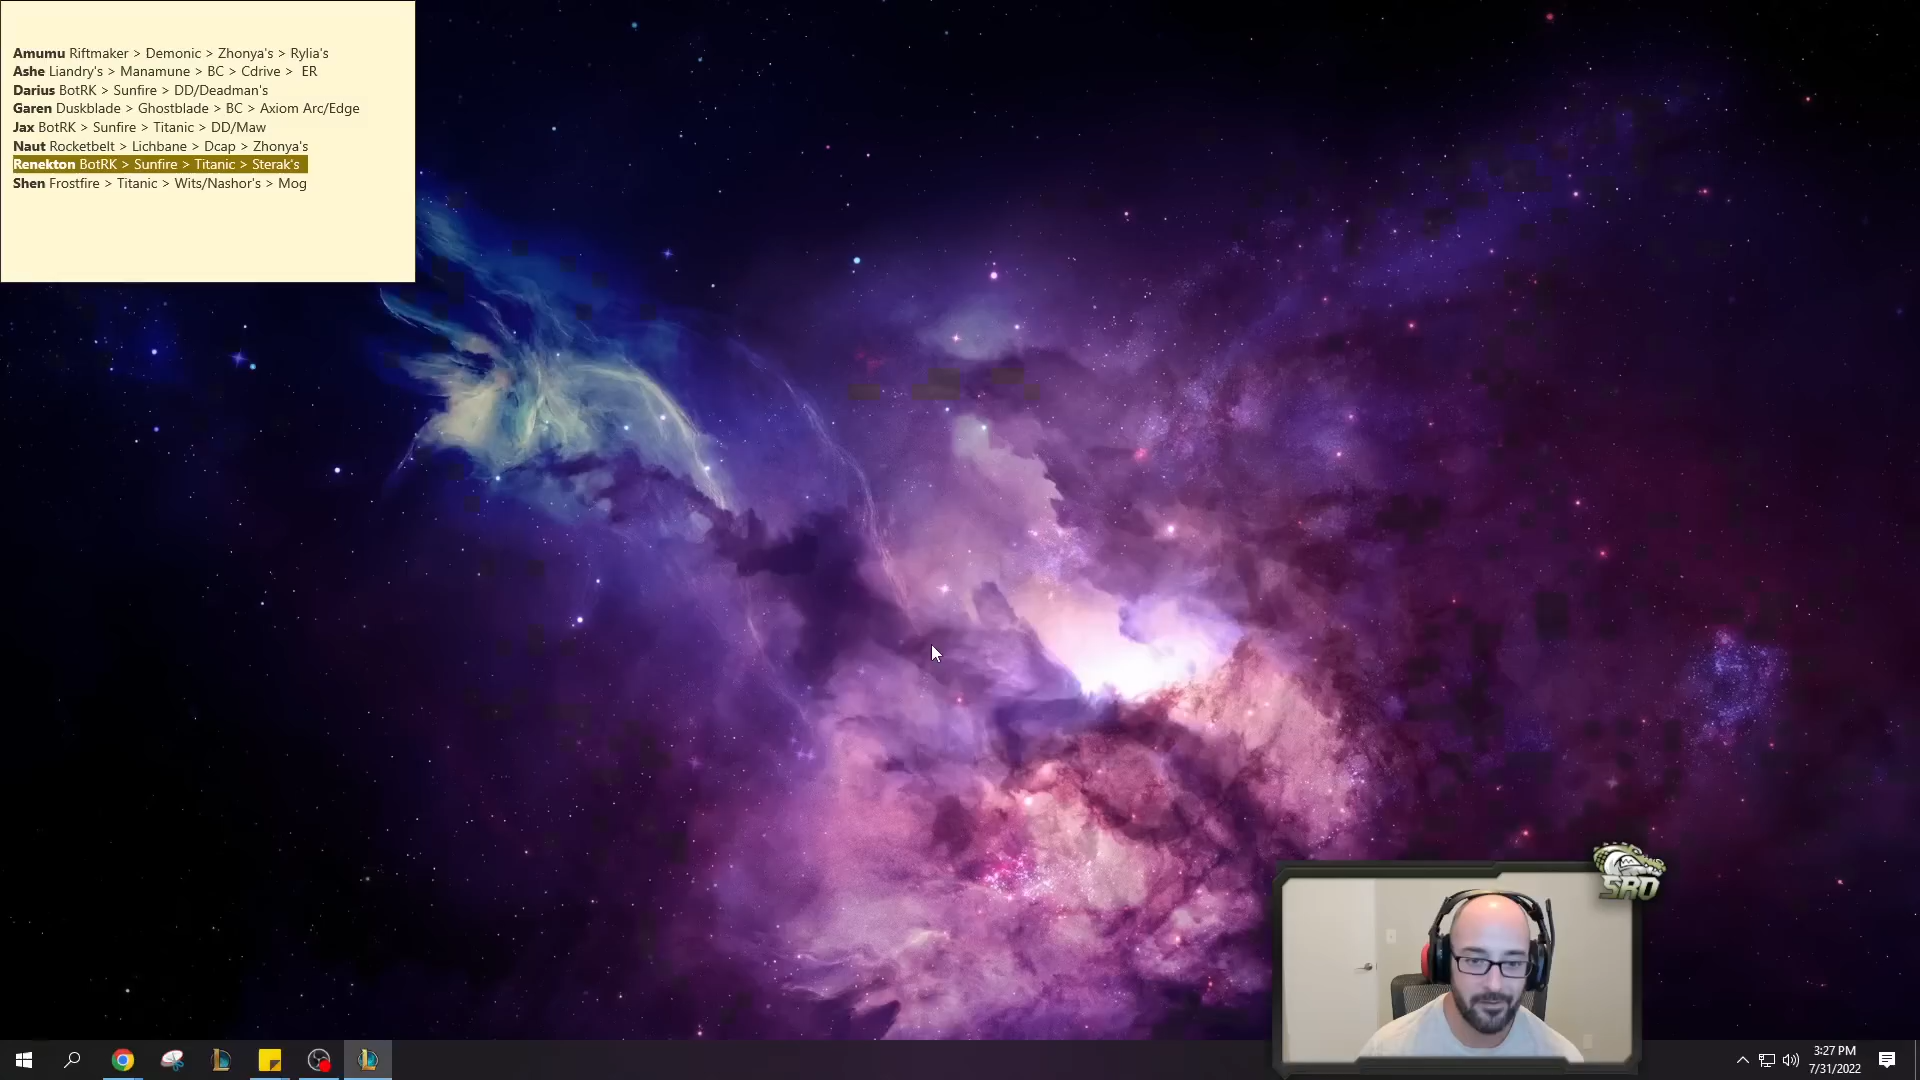 Amumu Riftmaker > Demonic > Zhonya's > Rylia's
Ashe Liandry's > Manamune > BC > Cdrive >  ER
Darius BotRK > Sunfire > DD/Deadman's
Garen Duskblade > Ghostblade > BC > Axiom Arc/Edge
Jax BotRK > Sunfire > Titanic > DD/Maw
Naut Rocketbelt > Lichbane > Dcap > Zhonya's
Renekton BotRK > Sunfire > Titanic > Sterak's
Shen Frostfire > Titanic > Wits/Nashor's > Mog
SRO
3:27 PM
7/31/2022